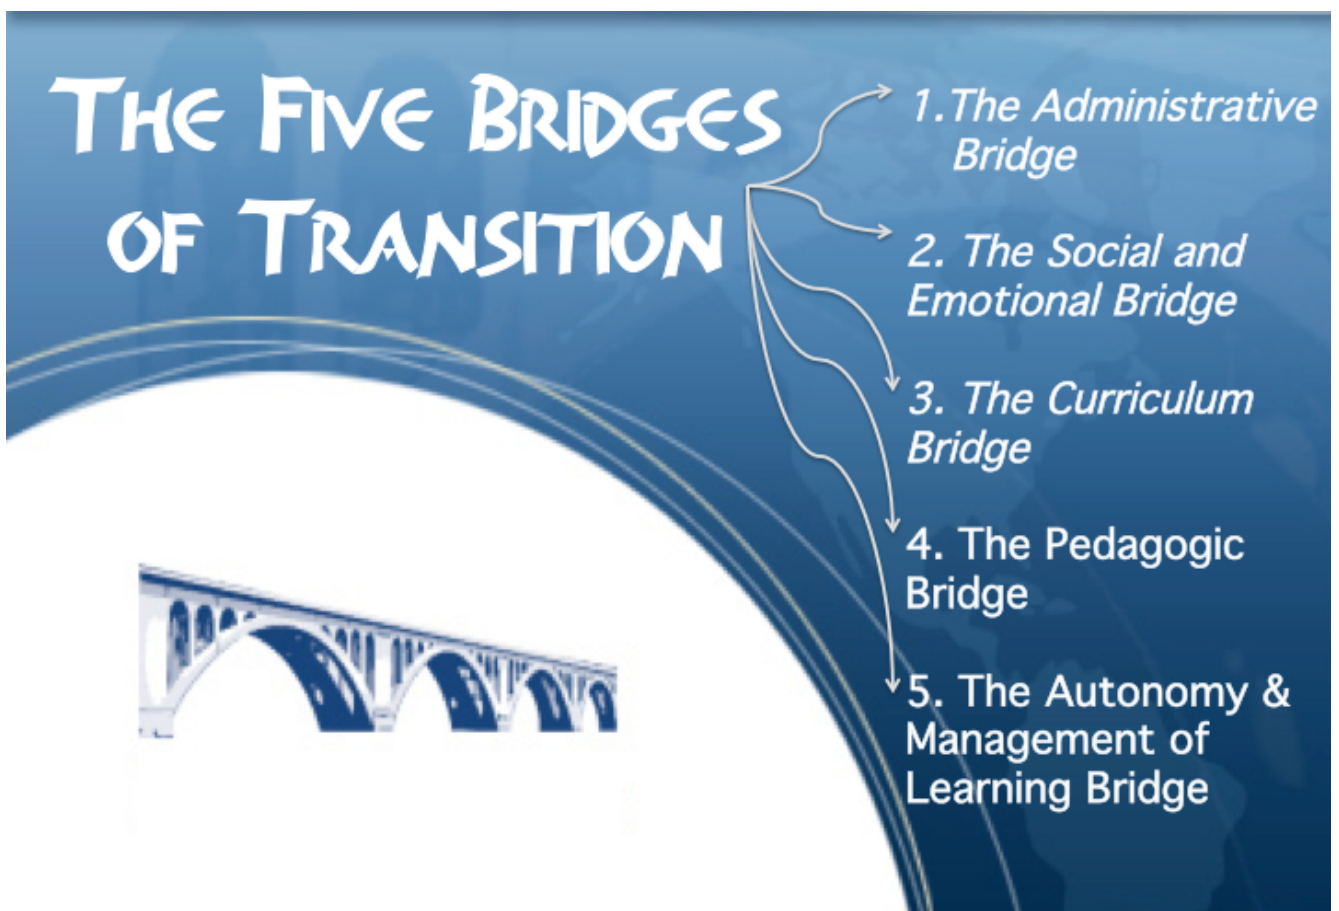 THE FIVE BRIDGES
OF TRANSITION
1.The Administrative
Bridge
2. The Social and
Emotional Bridge
3. The Curriculum
Bridge
4. The Pedagogic
Bridge
5. The Autonomy &
Management of
Learning Bridge